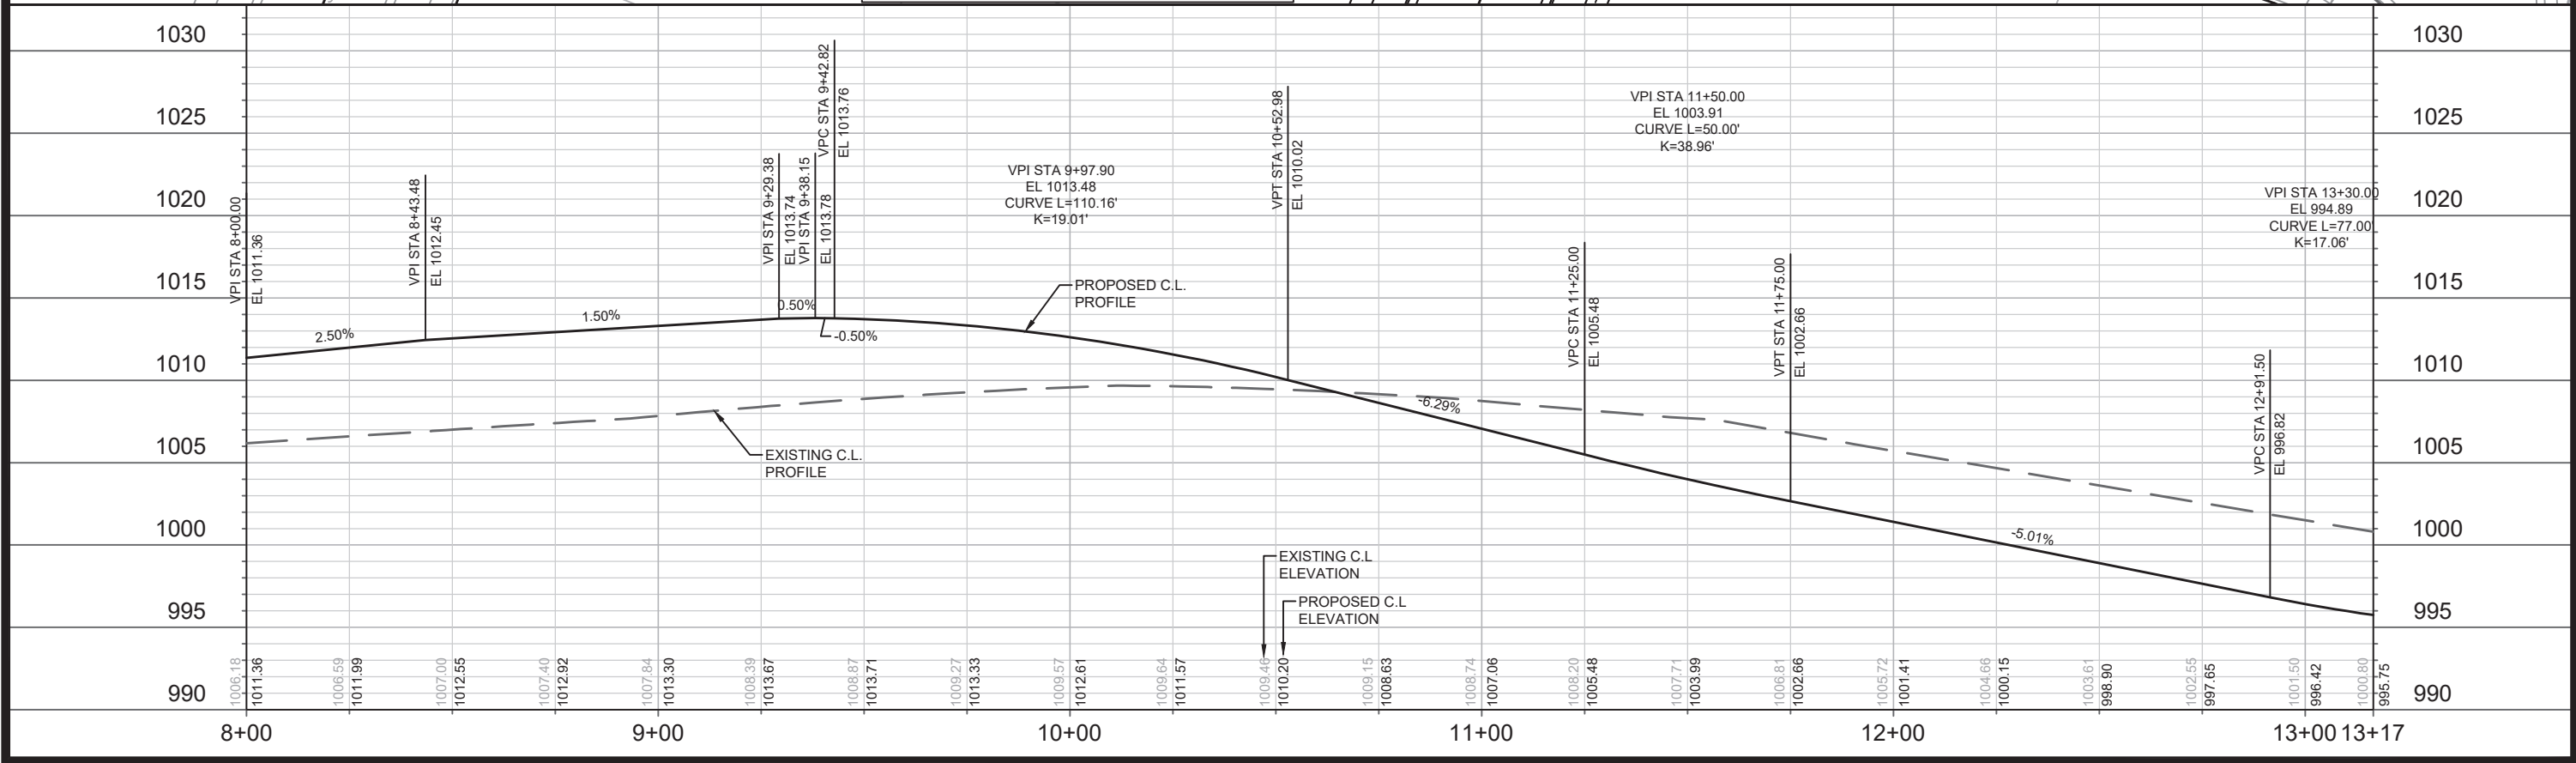 1030
1030
1025
1025
1020
1020
1015
1015
1010
1010
1005
1005
1000
1000
995
995
990
990
VPI STA 8+00.00
EL 1011.36
VPI STA 8+43.48
EL 1012.45
VPI STA 9+29.38
EL 1013.74
VPI STA 9+38.15
EL 1013.78
VPC STA 9+42.82
EL 1013.76
VPI STA 9+97.90
EL 1013.48
CURVE L=110.16'
K=19.01'
VPT STA 10+52.98
EL 1010.02
VPI STA 11+50.00
EL 1003.91
CURVE L=50.00'
K=38.96'
VPC STA 11+25.00
EL 1005.48
VPT STA 11+75.00
EL 1002.66
VPI STA 13+30.00
EL 994.89
CURVE L=77.00'
K=17.06'
VPC STA 12+91.50
EL 996.82
2.50%
1.50%
0.50%
-0.50%
-6.29%
-5.01%
PROPOSED C.L.
PROFILE
EXISTING C.L.
PROFILE
EXISTING C.L
ELEVATION
PROPOSED C.L
ELEVATION
1006.18
1011.36
1006.59
1011.99
1007.00
1012.55
1007.40
1012.92
1007.84
1013.30
1008.39
1013.67
1008.87
1013.71
1009.27
1013.33
1009.57
1012.61
1009.64
1011.57
1009.46
1010.20
1009.15
1008.63
1008.74
1007.06
1008.20
1005.48
1007.71
1003.99
1006.81
1002.66
1005.72
1001.41
1004.66
1000.15
1003.61
998.90
1002.55
997.65
1001.50
996.42
1000.80
995.75
8+00
9+00
10+00
11+00
12+00
13+00
13+17